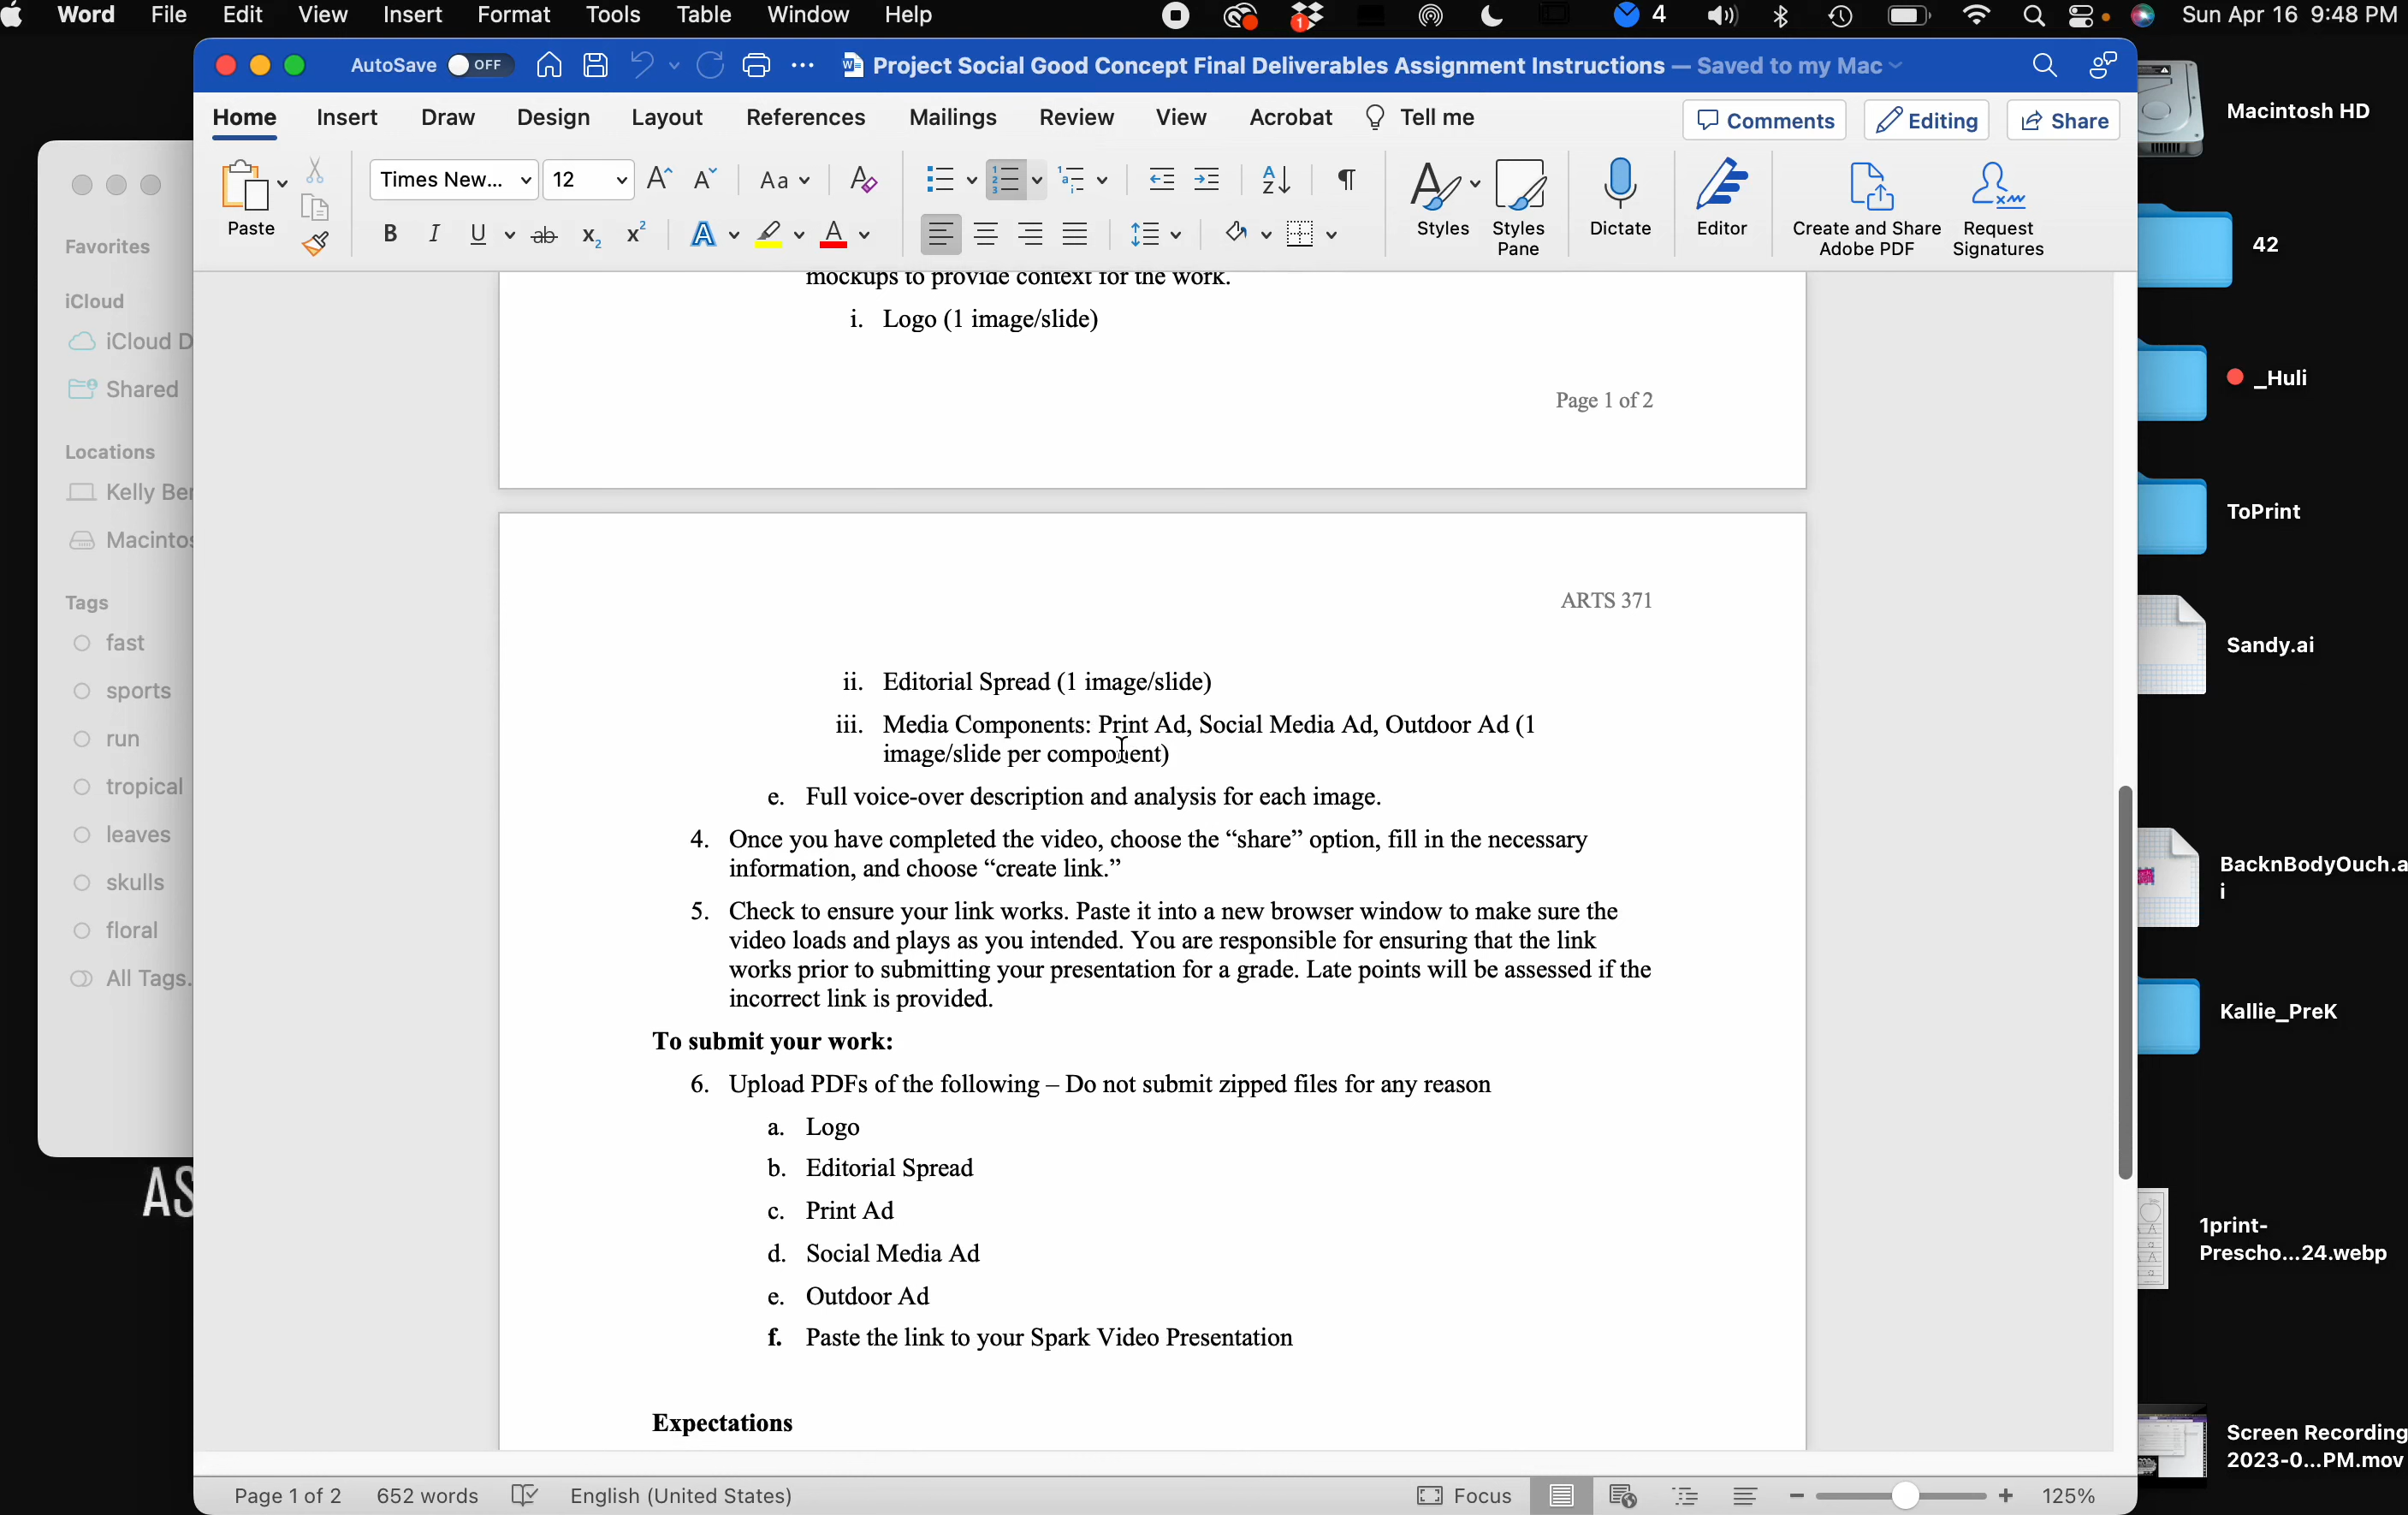 Word File Edit View Insert Format Tools Table Window Help 1 4 Sun Apr 16 9:48 PM
AutoSave OFF Project Social Good Concept Final Deliverables Assignment Instructions — Saved to my Mac
Home Insert Draw Design Layout References Mailings Review View Acrobat Tell me Comments Editing Share
Paste Times New... 12 Aa
B I U ab x2 x2 A A
Styles Styles Pane Dictate Editor Create and Share Adobe PDF Request Signatures
Favorites
iCloud
iCloud D
Shared
Locations
Kelly Ber
Macintos
Tags
fast
sports
run
tropical
leaves
skulls
floral
All Tags.
AS
mockups to provide context for the work.
i. Logo (1 image/slide)
Page 1 of 2
ARTS 371
ii. Editorial Spread (1 image/slide)
iii. Media Components: Print Ad, Social Media Ad, Outdoor Ad (1
image/slide per component)
e. Full voice-over description and analysis for each image.
4. Once you have completed the video, choose the “share” option, fill in the necessary
information, and choose “create link.”
5. Check to ensure your link works. Paste it into a new browser window to make sure the
video loads and plays as you intended. You are responsible for ensuring that the link
works prior to submitting your presentation for a grade. Late points will be assessed if the
incorrect link is provided.
To submit your work:
6. Upload PDFs of the following – Do not submit zipped files for any reason
a. Logo
b. Editorial Spread
c. Print Ad
d. Social Media Ad
e. Outdoor Ad
f. Paste the link to your Spark Video Presentation
Expectations
Page 1 of 2 652 words English (United States) Focus 125%
Macintosh HD
42
_Huli
ToPrint
Sandy.ai
BacknBodyOuch.a
i
Kallie_PreK
1print-
Prescho...24.webp
Screen Recording
2023-0...PM.mov